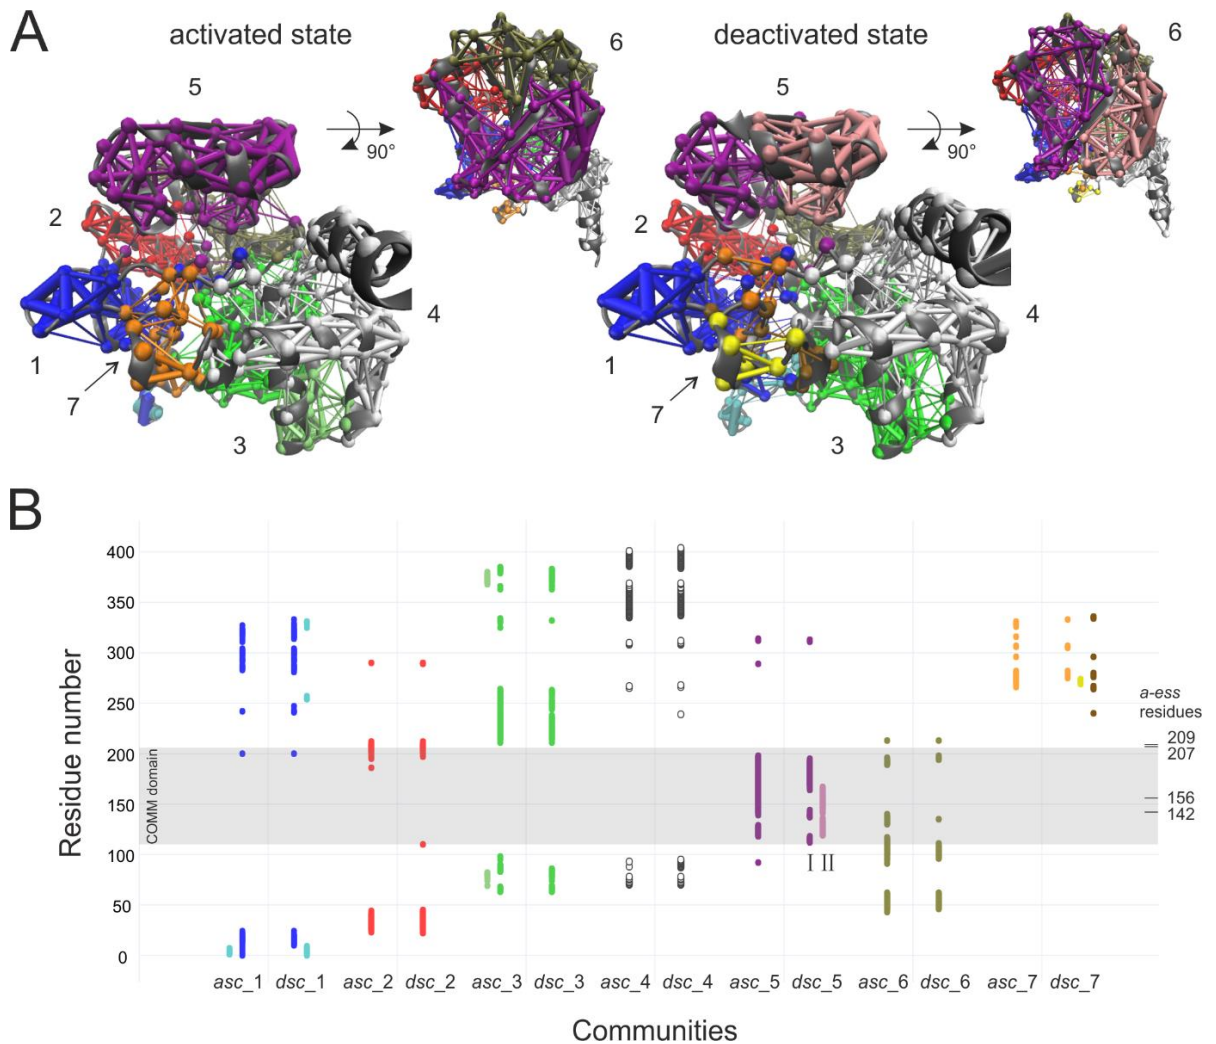 A
activated state
5
6
90°
2
1
7
3
4
deactivated state
5
6
90°
2
1
7
3
4
B
Residue number
400
350
300
250
200
150
100
50
0
COMM domain
I II
a-ess
residues
209
207
156
142
asc_1 dsc_1 asc_2 dsc_2 asc_3 dsc_3 asc_4 dsc_4 asc_5 dsc_5 asc_6 dsc_6 asc_7 dsc_7
Communities